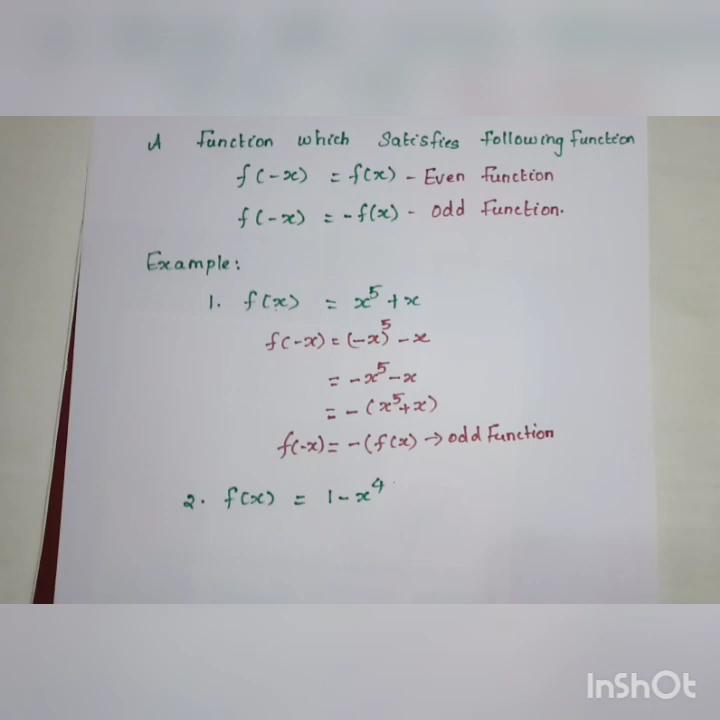 A function which Satisfies following function
f(-x) = f(x) - Even function
f(-x) = -f(x) - odd Function.
Example:
1. f(x) = x⁵+x
f(-x) = (-x)⁵-x
= -x⁵-x
= -(x⁵+x)
f(-x) = -(f(x) → odd Function
2. f(x) = 1-x⁴
InShOt